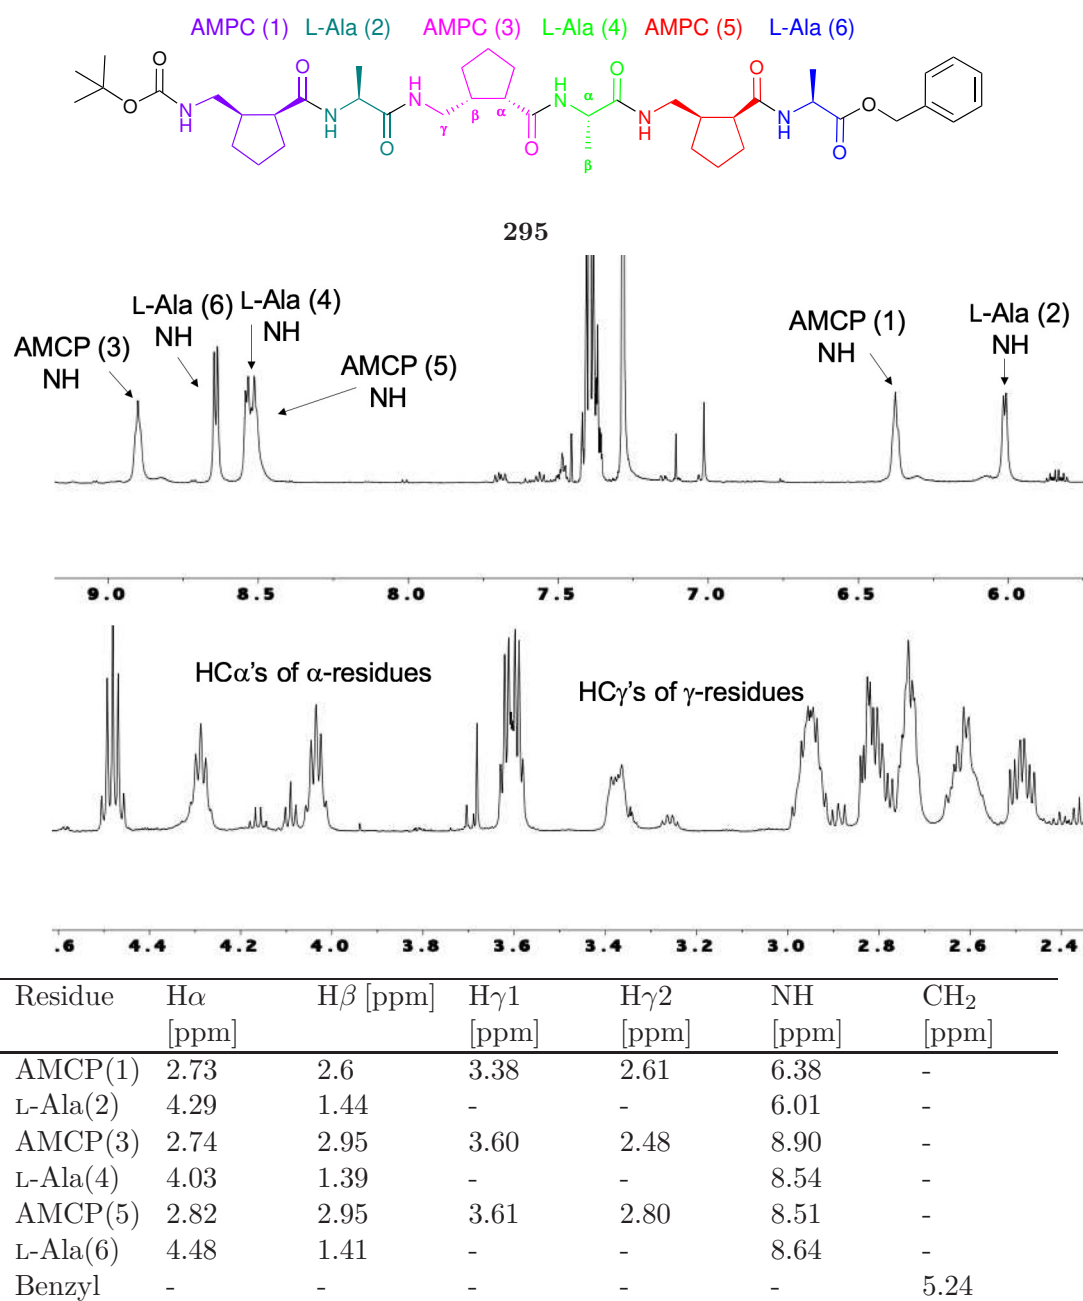 AMPC (1) L-Ala (2) AMPC (3) L-Ala (4) AMPC (5) L-Ala (6)
O O H N O H N O O
O N H N H O γ β α O α β N H N H O O
295
AMCP (3) NH
L-Ala (6) NH
L-Ala (4) NH
AMCP (5) NH
AMCP (1) NH
L-Ala (2) NH
9.0 8.5 8.0 7.5 7.0 6.5 6.0
HCα's of α-residues
HCγ's of γ-residues
.6 4.4 4.2 4.0 3.8 3.6 3.4 3.2 3.0 2.8 2.6 2.4
Residue Hα Hβ [ppm] Hγ1 Hγ2 NH CH₂
[ppm] [ppm] [ppm] [ppm] [ppm]
AMCP(1) 2.73 2.6 3.38 2.61 6.38 -
L-Ala(2) 4.29 1.44 - - 6.01 -
AMCP(3) 2.74 2.95 3.60 2.48 8.90 -
L-Ala(4) 4.03 1.39 - - 8.54 -
AMCP(5) 2.82 2.95 3.61 2.80 8.51 -
L-Ala(6) 4.48 1.41 - - 8.64 -
Benzyl - - - - - 5.24